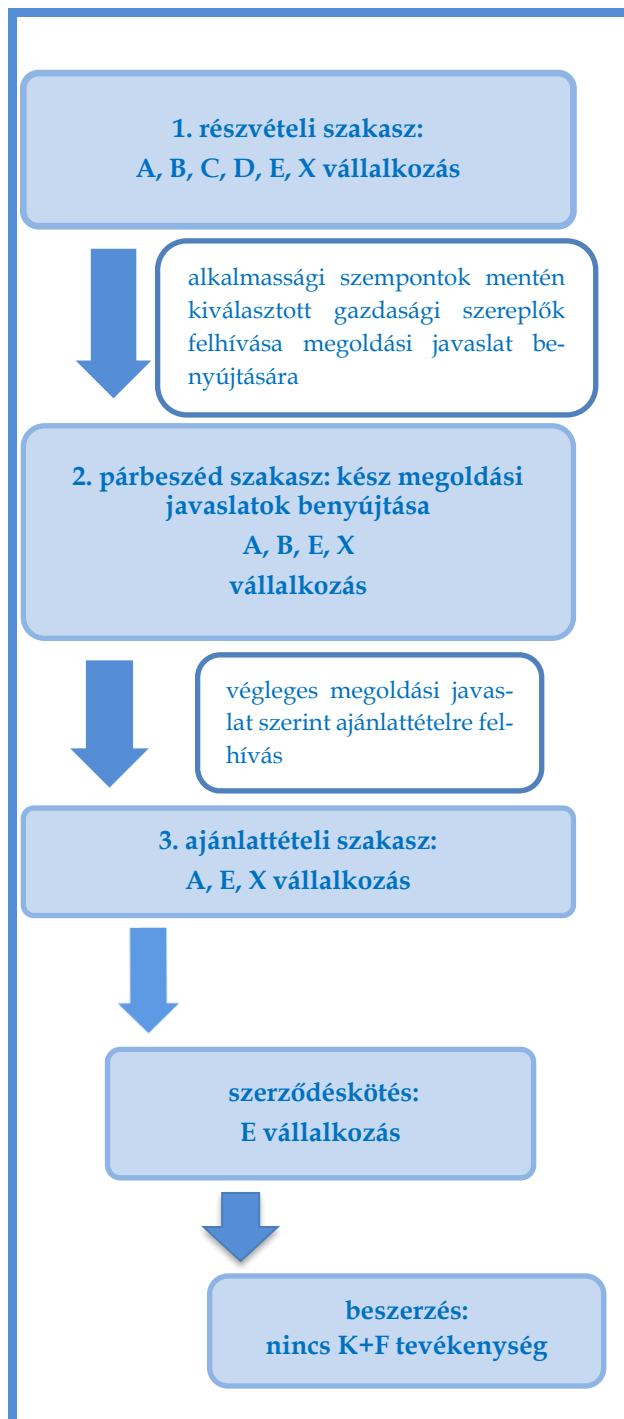 1. részvételi szakasz:
A, B, C, D, E, X vállalkozás
alkalmassági szempontok mentén
kiválasztott gazdasági szereplők
felhívása megoldási javaslat be-
nyújtására
2. párbeszéd szakasz: kész megoldási
javaslatok benyújtása
A, B, E, X
vállalkozás
végleges megoldási javas-
lat szerint ajánlattételre fel-
hívás
3. ajánlattételi szakasz:
A, E, X vállalkozás
szerződéskötés:
E vállalkozás
beszerzés:
nincs K+F tevékenység